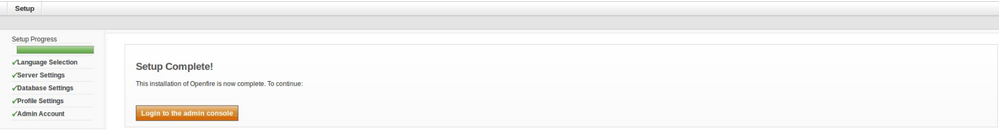 Setup
Setup Progress
Language Selection
Server Settings
Database Settings
Profile Settings
Admin Account
Setup Complete!
This installation of Openfire is now complete. To continue:
Login to the admin console